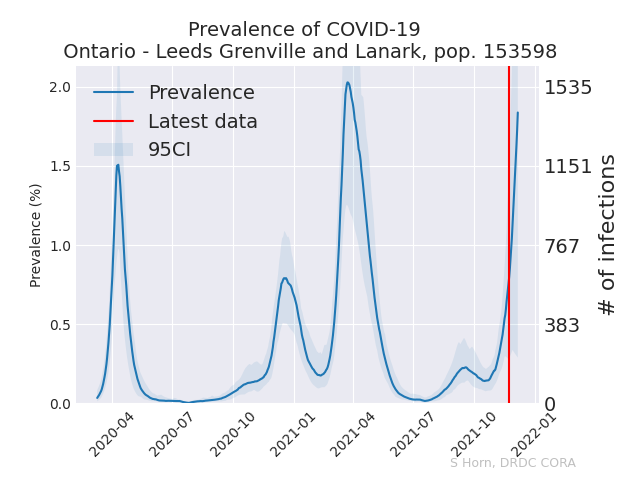 Prevalence of COVID-19
Ontario - Leeds Grenville and Lanark, pop. 153598
Prevalence
Latest data
95CI
Prevalence (%)
2.0
1.5
1.0
0.5
0.0
1535
1151
767
383
0
# of infections
2020-04
2020-07
2020-10
2021-01
2021-04
2021-07
2021-10
2022-01
S Horn, DRDC CORA